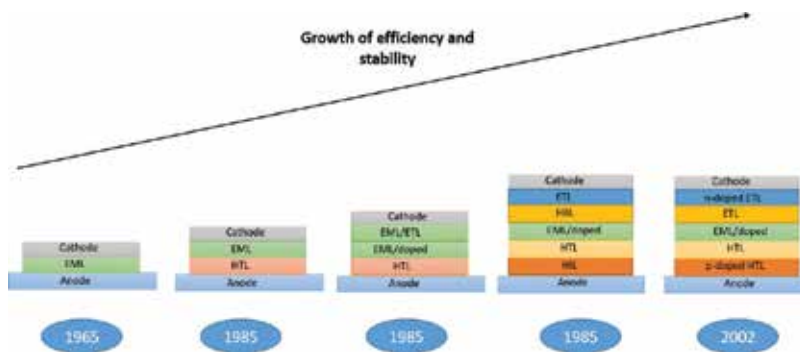 Growth of efficiency and
stability
Cathode
EML
Anode
Cathode
EML
HTL
Anode
Cathode
EML/ETL
EML/doped
HTL
Anode
Cathode
ETL
HBL
EML/doped
HTL
HIL
Anode
Cathode
n-doped ETL
ETL
EML/doped
HTL
p-doped HTL
Anode
1965
1985
1985
1985
2002